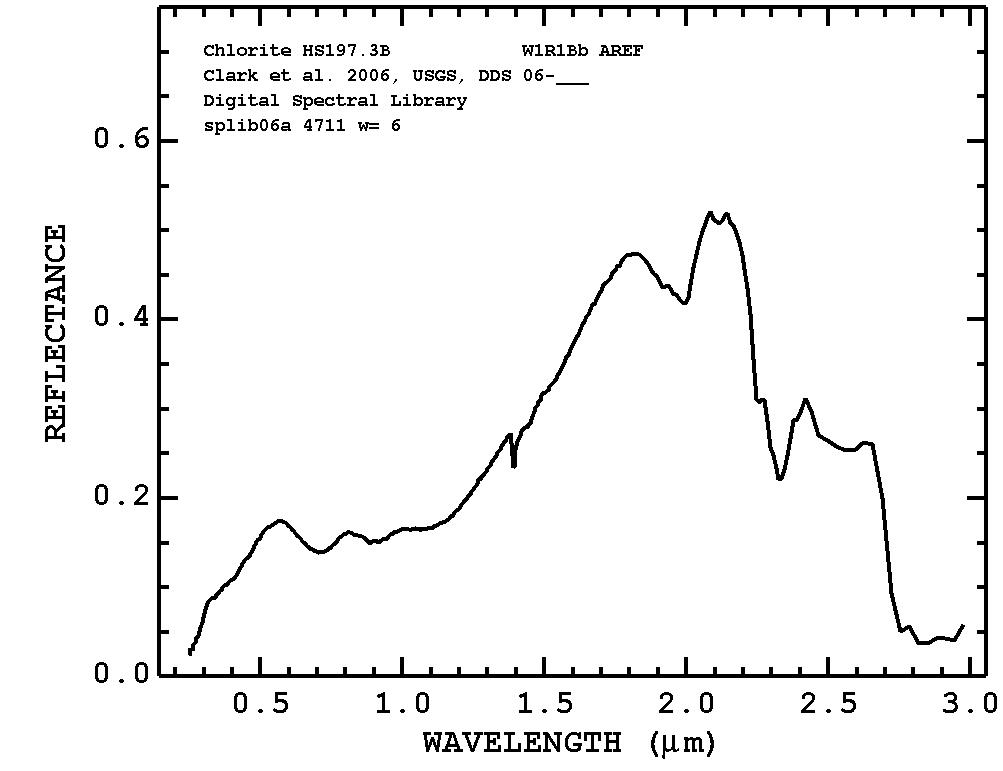 Chlorite HS197.3B W1R1Bb AREF
Clark et al. 2006, USGS, DDS 06-___
Digital Spectral Library
splib06a 4711 w= 6
REFLECTANCE
0.6
0.4
0.2
0.0
0.5 1.0 1.5 2.0 2.5 3.0
WAVELENGTH (μm)